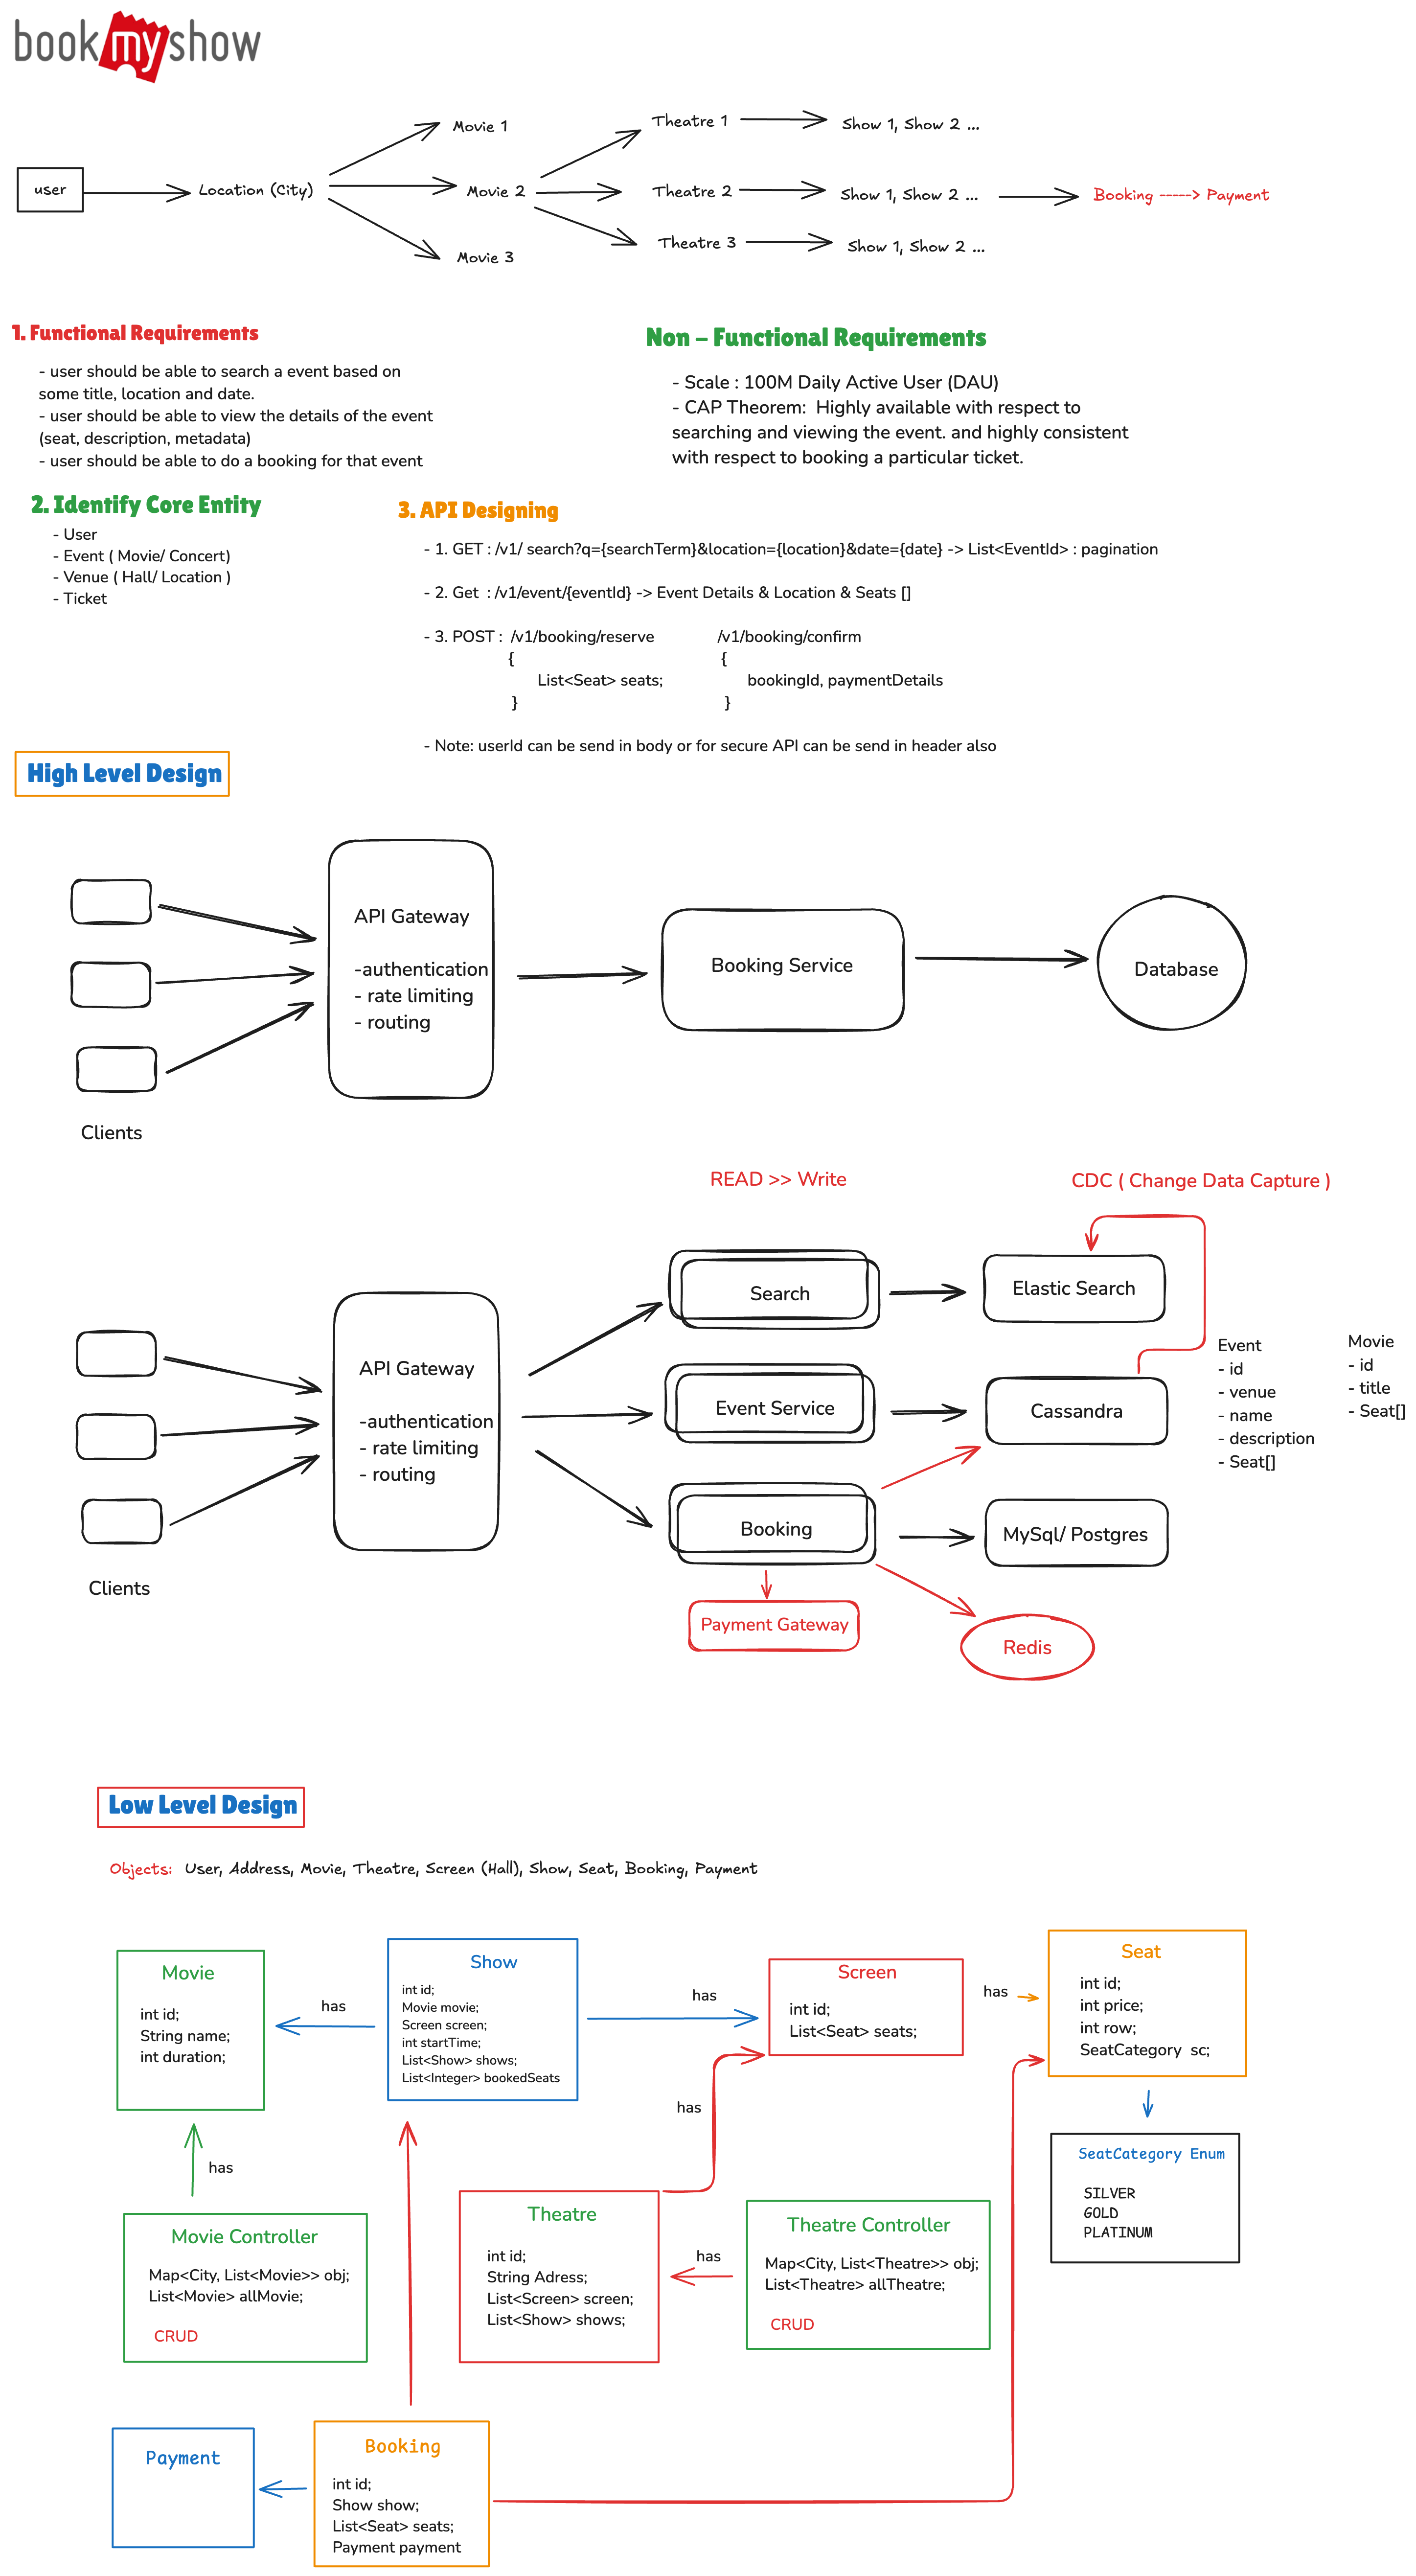 bookmyshow
Movie 1
Theatre 1
Show 1, Show 2 ...
user
Location (City)
Movie 2
Theatre 2
Show 1, Show 2 ...
Booking -----> Payment
Movie 3
Theatre 3
Show 1, Show 2 ...
1. Functional Requirements
- user should be able to search a event based on
some title, location and date.
- user should be able to view the details of the event
(seat, description, metadata)
- user should be able to do a booking for that event
Non - Functional Requirements
- Scale : 100M Daily Active User (DAU)
- CAP Theorem:  Highly available with respect to
searching and viewing the event. and highly consistent
with respect to booking a particular ticket.
2. Identify Core Entity
- User
- Event ( Movie/ Concert)
- Venue ( Hall/ Location )
- Ticket
3. API Designing
- 1. GET : /v1/ search?q={searchTerm}&location={location}&date={date} -> List<EventId> : pagination
- 2. Get  : /v1/event/{eventId} -> Event Details & Location & Seats []
- 3. POST :  /v1/booking/reserve
{
List<Seat> seats;
}
/v1/booking/confirm
{
bookingId, paymentDetails
}
- Note: userId can be send in body or for secure API can be send in header also
High Level Design
API Gateway
-authentication
- rate limiting
- routing
Booking Service
Database
Clients
READ >> Write
CDC ( Change Data Capture )
Search
Elastic Search
API Gateway
-authentication
- rate limiting
- routing
Event Service
Cassandra
Event
- id
- venue
- name
- description
- Seat[]
Movie
- id
- title
- Seat[]
Booking
MySql/ Postgres
Clients
Payment Gateway
Redis
Low Level Design
Objects:  User, Address, Movie, Theatre, Screen (Hall), Show, Seat, Booking, Payment
Movie
int id;
String name;
int duration;
has
Show
int id;
Movie movie;
Screen screen;
int startTime;
List<Show> shows;
List<Integer> bookedSeats
has
Screen
int id;
List<Seat> seats;
has
Seat
int id;
int price;
int row;
SeatCategory  sc;
has
has
SeatCategory Enum
SILVER
GOLD
PLATINUM
Movie Controller
Map<City, List<Movie>> obj;
List<Movie> allMovie;
CRUD
Theatre
int id;
String Adress;
List<Screen> screen;
List<Show> shows;
has
Theatre Controller
Map<City, List<Theatre>> obj;
List<Theatre> allTheatre;
CRUD
Payment
Booking
int id;
Show show;
List<Seat> seats;
Payment payment